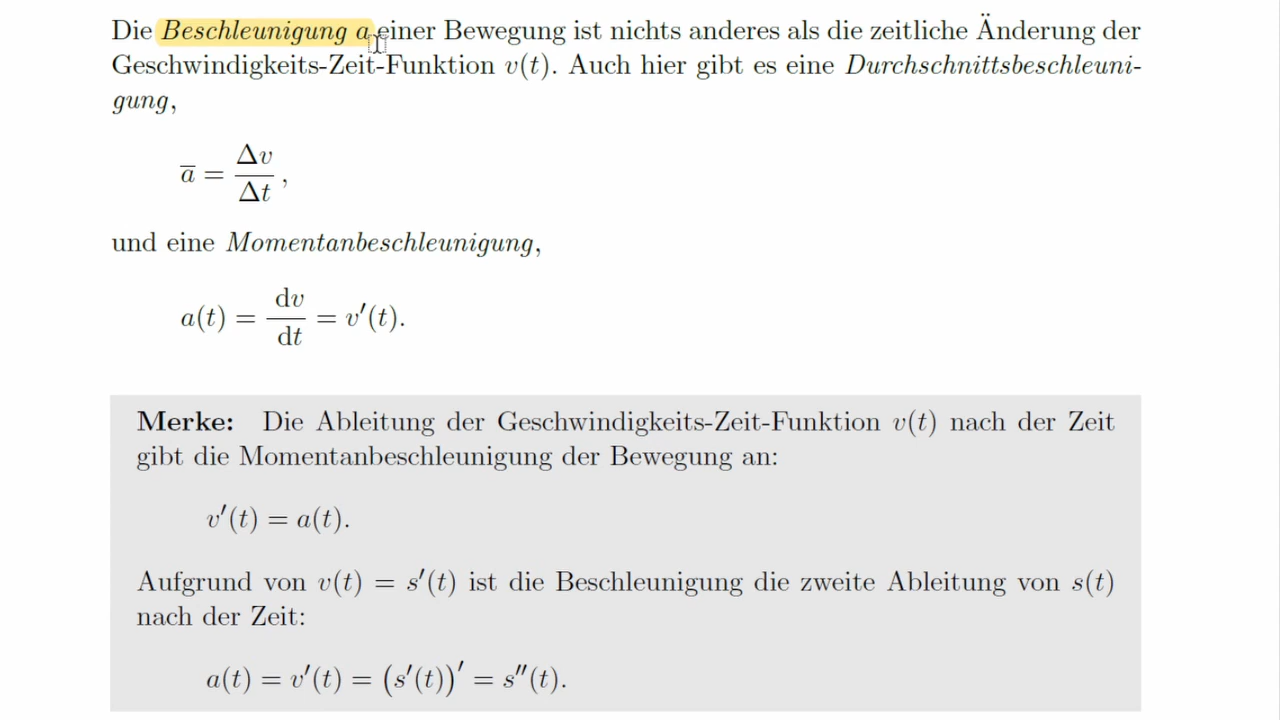 Die Beschleunigung a einer Bewegung ist nichts anderes als die zeitliche Änderung der
Geschwindigkeits-Zeit-Funktion v(t). Auch hier gibt es eine Durchschnittsbeschleuni-
gung,
a̅ = Δv/Δt ,
und eine Momentanbeschleunigung,
a(t) = dv/dt = v′(t).
Merke: Die Ableitung der Geschwindigkeits-Zeit-Funktion v(t) nach der Zeit
gibt die Momentanbeschleunigung der Bewegung an:
v′(t) = a(t).
Aufgrund von v(t) = s′(t) ist die Beschleunigung die zweite Ableitung von s(t)
nach der Zeit:
a(t) = v′(t) = (s′(t))′ = s″(t).